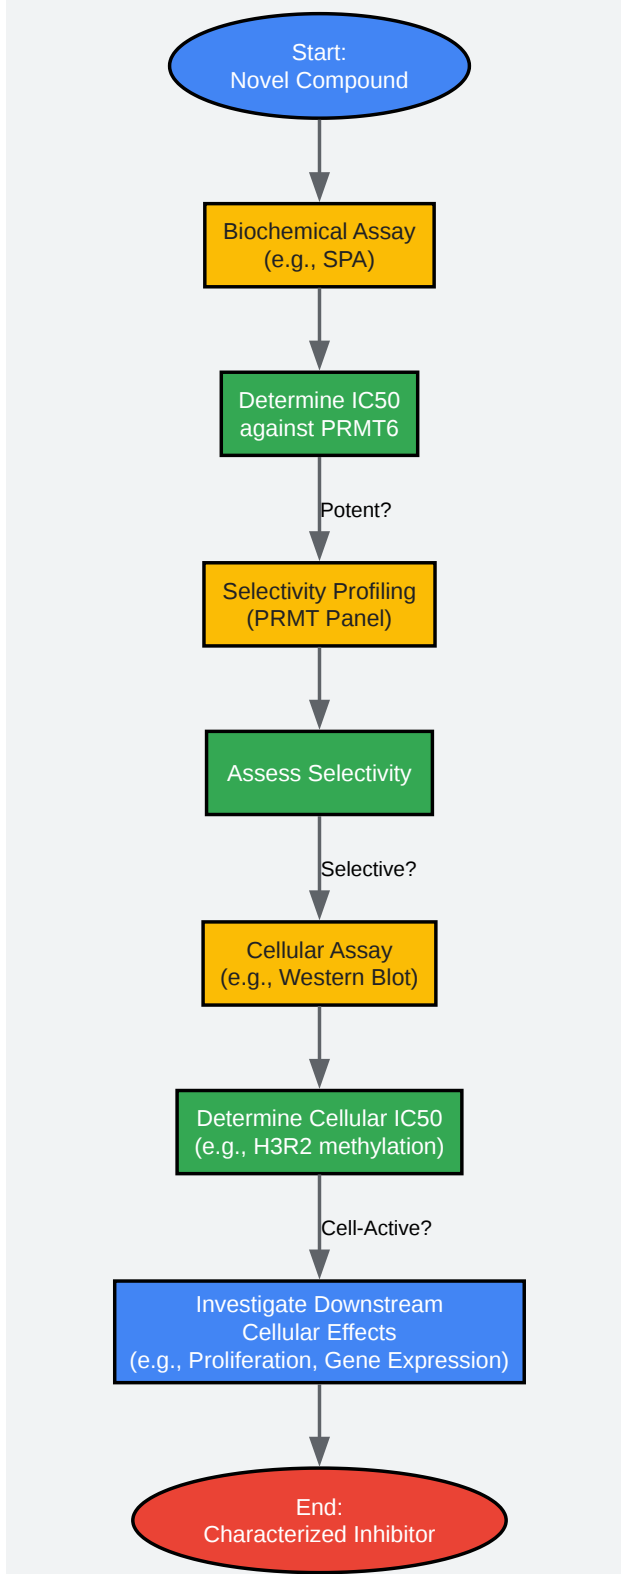 Start:
Novel Compound
Biochemical Assay
(e.g., SPA)
Determine IC50
against PRMT6
Potent?
Selectivity Profiling
(PRMT Panel)
Assess Selectivity
Selective?
Cellular Assay
(e.g., Western Blot)
Determine Cellular IC50
(e.g., H3R2 methylation)
Cell-Active?
Investigate Downstream
Cellular Effects
(e.g., Proliferation, Gene Expression)
End:
Characterized Inhibitor